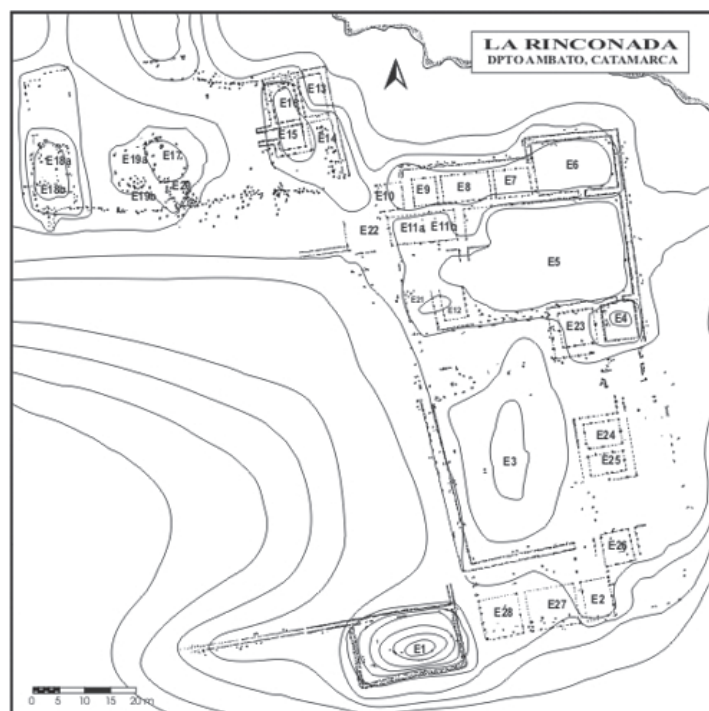 LA RINCONADA
DPTO AMBATO, CATAMARCA
E16
E13
E15
E14
E18a
E18b
E19a
E17
E19b
E20
E10
E9
E8
E7
E6
E22
E11a
E11b
E5
E21
E12
E23
E4
E3
E24
E25
E26
E28
E27
E2
E1
0
5
10
15
20 m